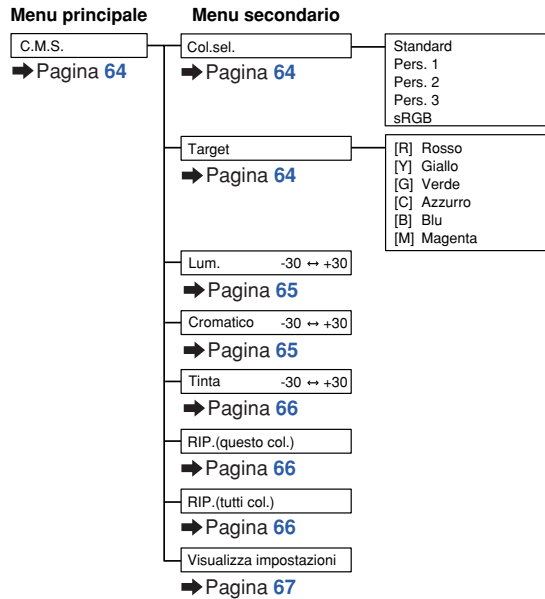 Menu principale
Menu secondario
C.M.S.
➡ Pagina 64
Col.sel.
➡ Pagina 64
Standard
Pers. 1
Pers. 2
Pers. 3
sRGB
Target
➡ Pagina 64
[R] Rosso
[Y] Giallo
[G] Verde
[C] Azzurro
[B] Blu
[M] Magenta
Lum. -30 ↔ +30
➡ Pagina 65
Cromatico -30 ↔ +30
➡ Pagina 65
Tinta -30 ↔ +30
➡ Pagina 66
RIP.(questo col.)
➡ Pagina 66
RIP.(tutti col.)
➡ Pagina 66
Visualizza impostazioni
➡ Pagina 67